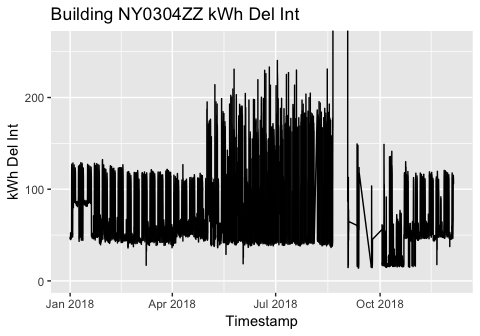 Building NY0304ZZ kWh Del Int
kWh Del Int
200
100
0
Jan 2018
Apr 2018
Jul 2018
Oct 2018
Timestamp